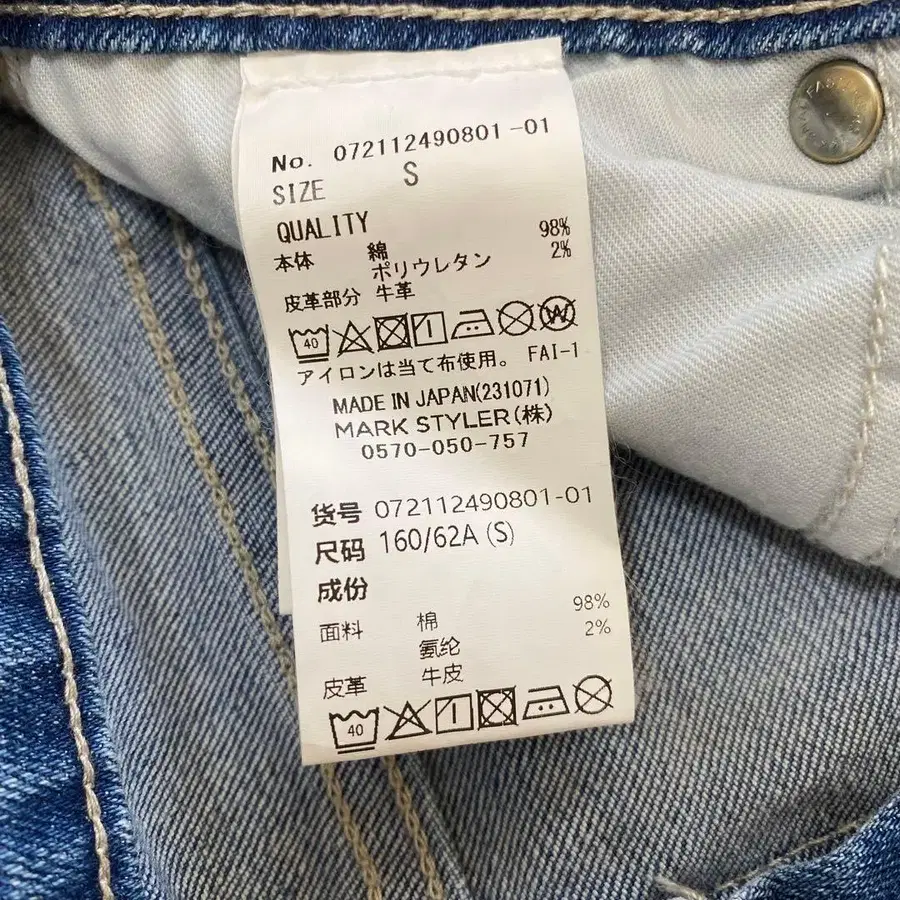 No. 072112490801-01
SIZE S
QUALITY
本体 綿 98%
ポリウレタン 2%
皮革部分 牛革
40 W
アイロンは当て布使用。 FAI-1
MADE IN JAPAN(231071)
MARK STYLER(株)
0570-050-757
货号 072112490801-01
尺码 160/62A (S)
成份
面料 棉 98%
氨纶 2%
皮革 牛皮
40